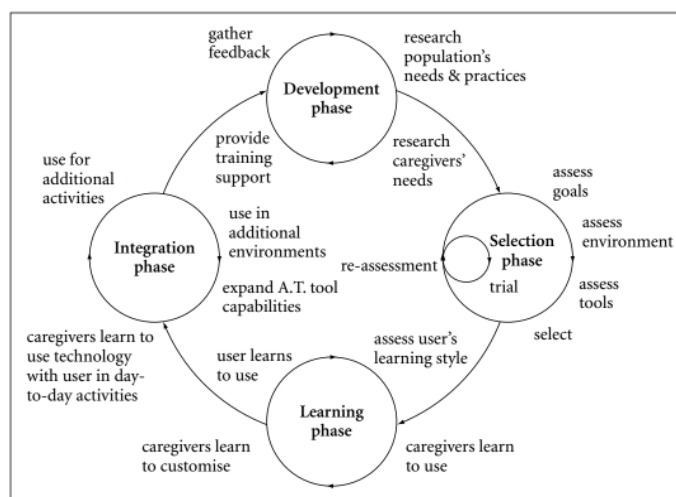 gather
feedback
research
population's
needs & practices
Development
phase
provide
training
support
research
caregivers'
needs
use for
additional
activities
assess
goals
use in
additional
environments
Integration
phase
assess
environment
Selection
phase
re-assessment
trial
expand A.T. tool
capabilities
assess
tools
select
caregivers learn to
use technology
with user in day-
to-day activities
user learns
to use
assess user's
learning style
Learning
phase
caregivers learn
to customise
caregivers learn
to use